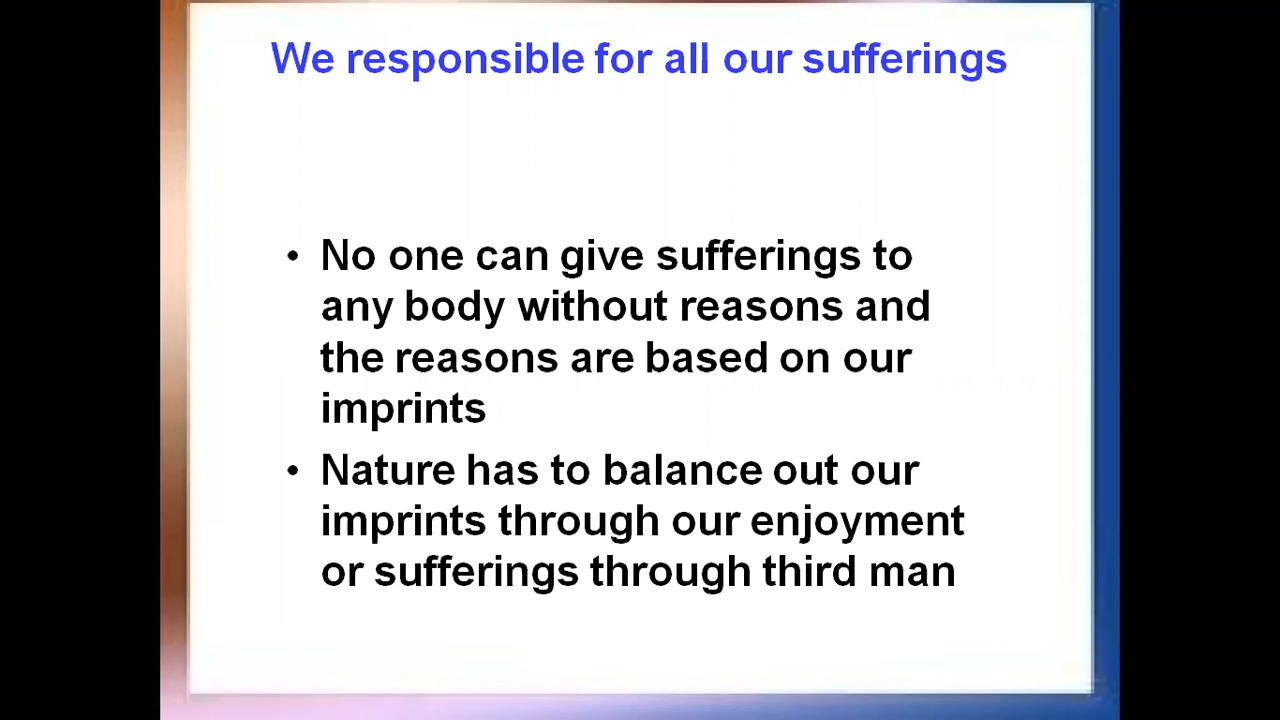 We responsible for all our sufferings
• No one can give sufferings to
any body without reasons and
the reasons are based on our
imprints
• Nature has to balance out our
imprints through our enjoyment
or sufferings through third man